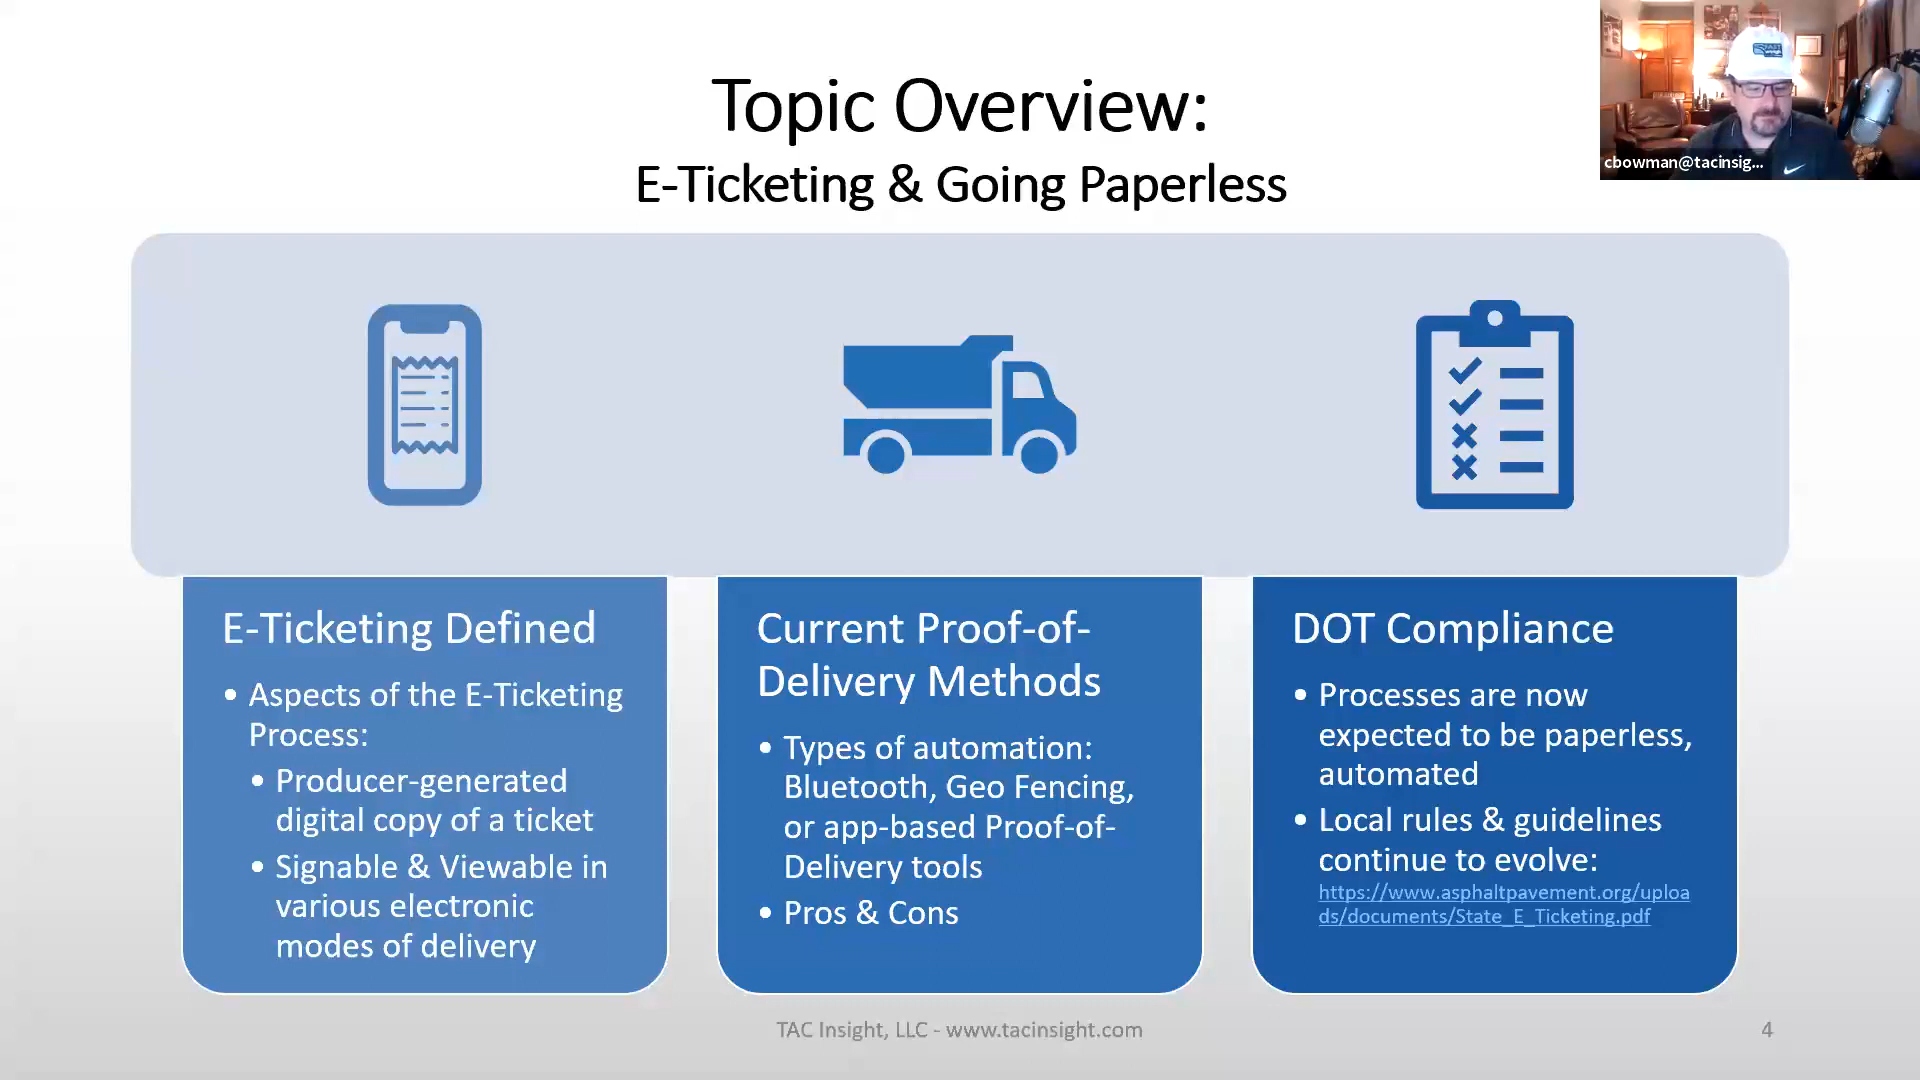 Topic Overview:
E-Ticketing & Going Paperless
cbowman@tacinsig...
E-Ticketing Defined
• Aspects of the E-Ticketing
Process:
• Producer-generated
digital copy of a ticket
• Signable & Viewable in
various electronic
modes of delivery
Current Proof-of-
Delivery Methods
• Types of automation:
Bluetooth, Geo Fencing,
or app-based Proof-of-
Delivery tools
• Pros & Cons
DOT Compliance
• Processes are now
expected to be paperless,
automated
• Local rules & guidelines
continue to evolve:
https://www.asphaltpavement.org/uploa
ds/documents/State_E_Ticketing.pdf
TAC Insight, LLC - www.tacinsight.com
4